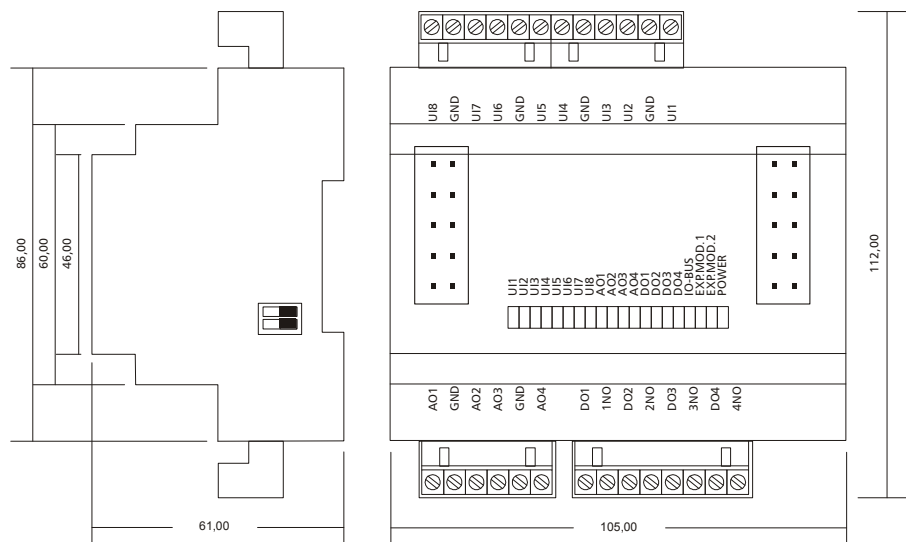 UI8
GND
UI7
UI6
GND
UI5
UI4
GND
UI3
UI2
GND
UI1
86,00
60,00
46,00
112,00
UI1
UI2
UI3
UI4
UI5
UI6
UI7
UI8
AO1
AO2
AO3
AO4
DO1
DO2
DO3
DO4
IO-BUS
EXP.MOD.1
EXP.MOD.2
POWER
AO1
GND
AO2
AO3
GND
AO4
DO1
1NO
DO2
2NO
DO3
3NO
DO4
4NO
61,00
105,00